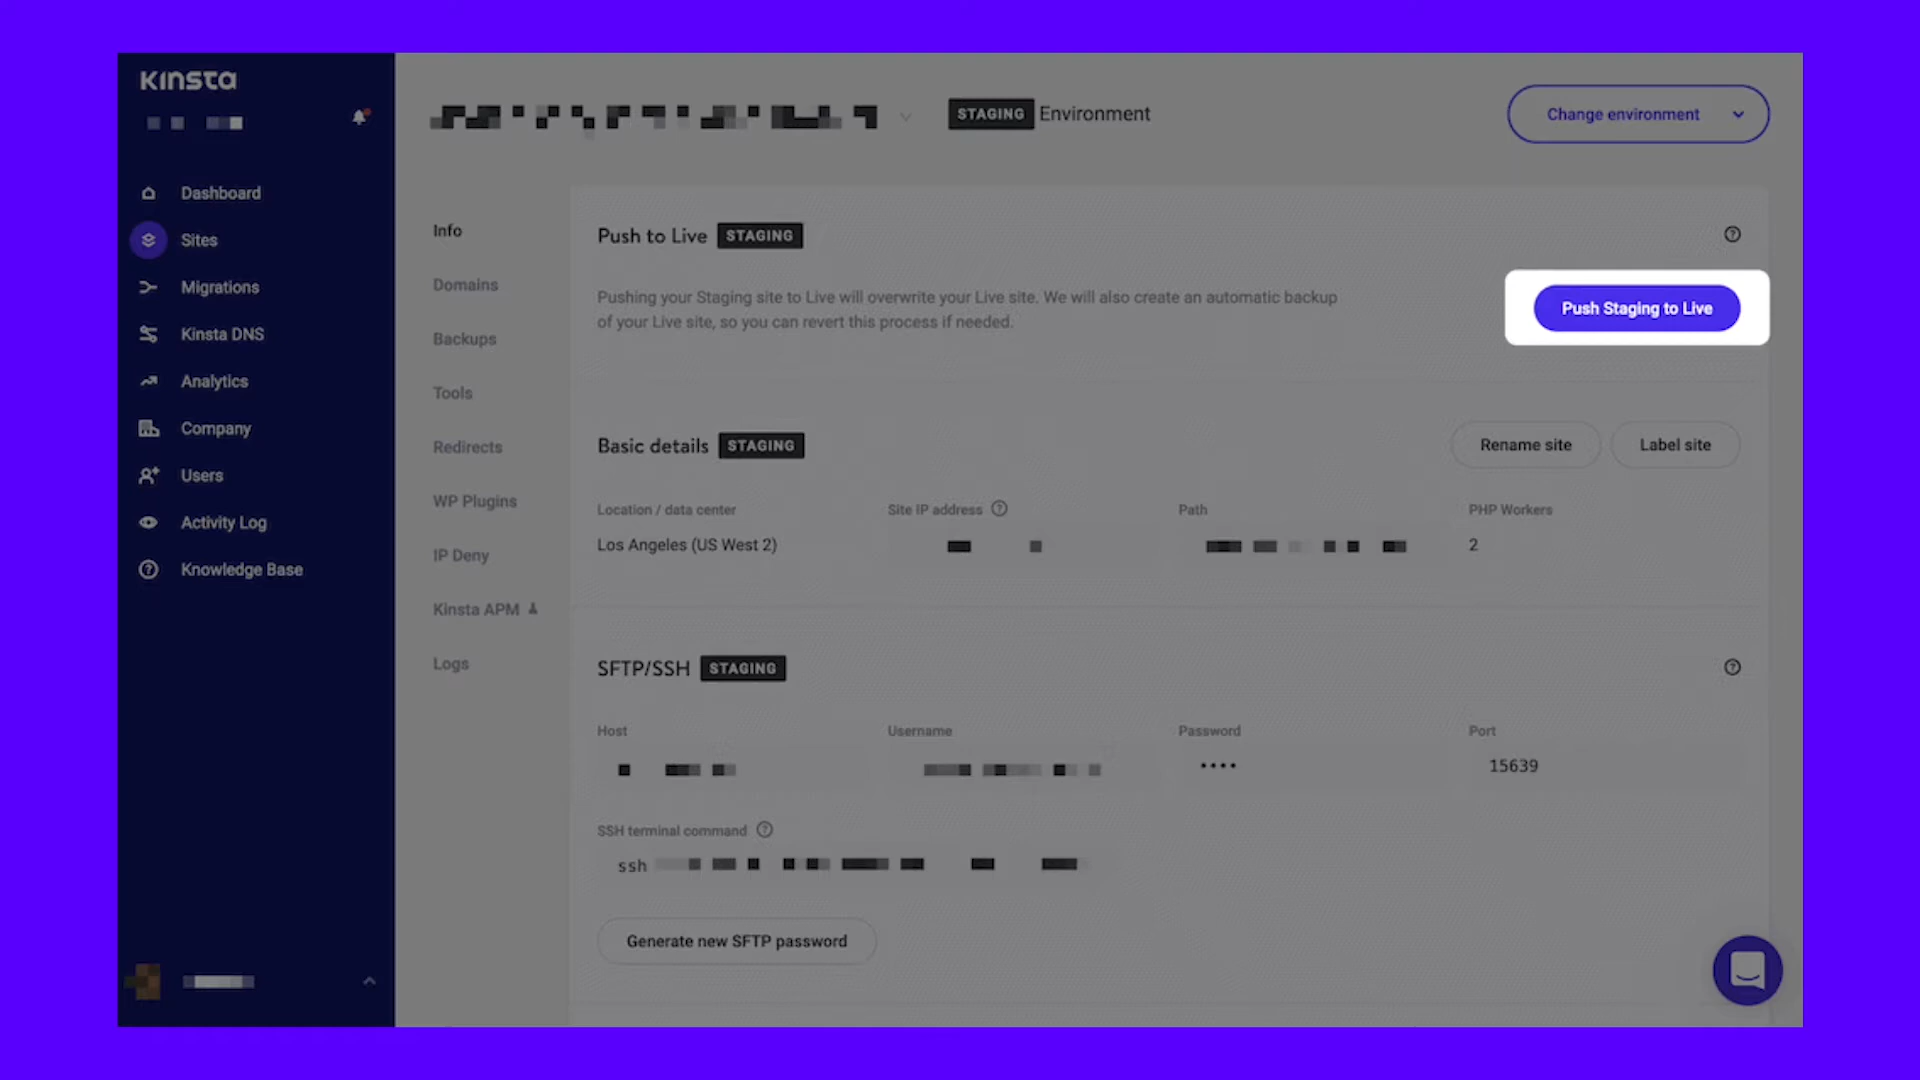 Kinsta
Dashboard
Sites
Migrations
Kinsta DNS
Analytics
Company
Users
Activity Log
Knowledge Base
STAGING Environment
Change environment
Info
Domains
Backups
Tools
Redirects
WP Plugins
IP Deny
Kinsta APM
Logs
Push to Live STAGING
Pushing your Staging site to Live will overwrite your Live site. We will also create an automatic backup
of your Live site, so you can revert this process if needed.
Push Staging to Live
Basic details STAGING
Rename site
Label site
Location / data center
Los Angeles (US West 2)
Site IP address
Path
PHP Workers
2
SFTP/SSH STAGING
Host
Username
Password
••••
Port
15639
SSH terminal command
ssh
Generate new SFTP password